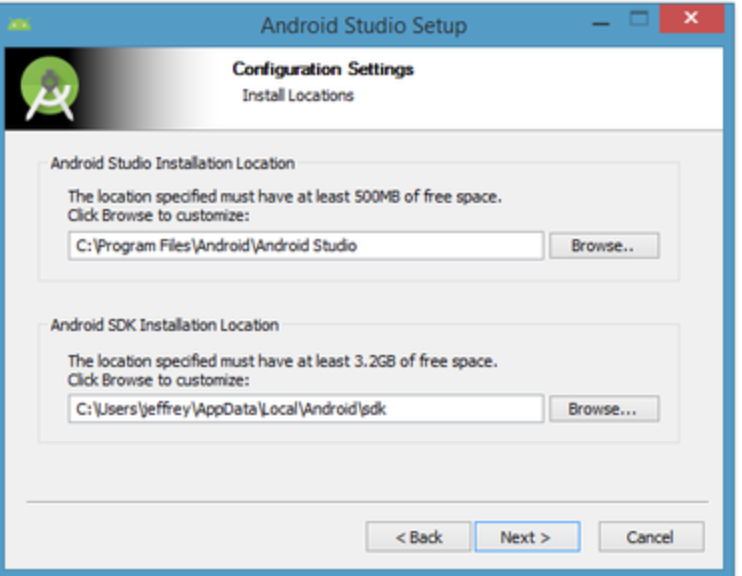 Android Studio Setup
Configuration Settings
Install Locations
Android Studio Installation Location
The location specified must have at least 500MB of free space.
Click Browse to customize:
C:\Program Files\Android\Android Studio
Browse..
Android SDK Installation Location
The location specified must have at least 3.2GB of free space.
Click Browse to customize:
C:\Users\jeffrey\AppData\Local\Android\sdk
Browse...
< Back
Next >
Cancel